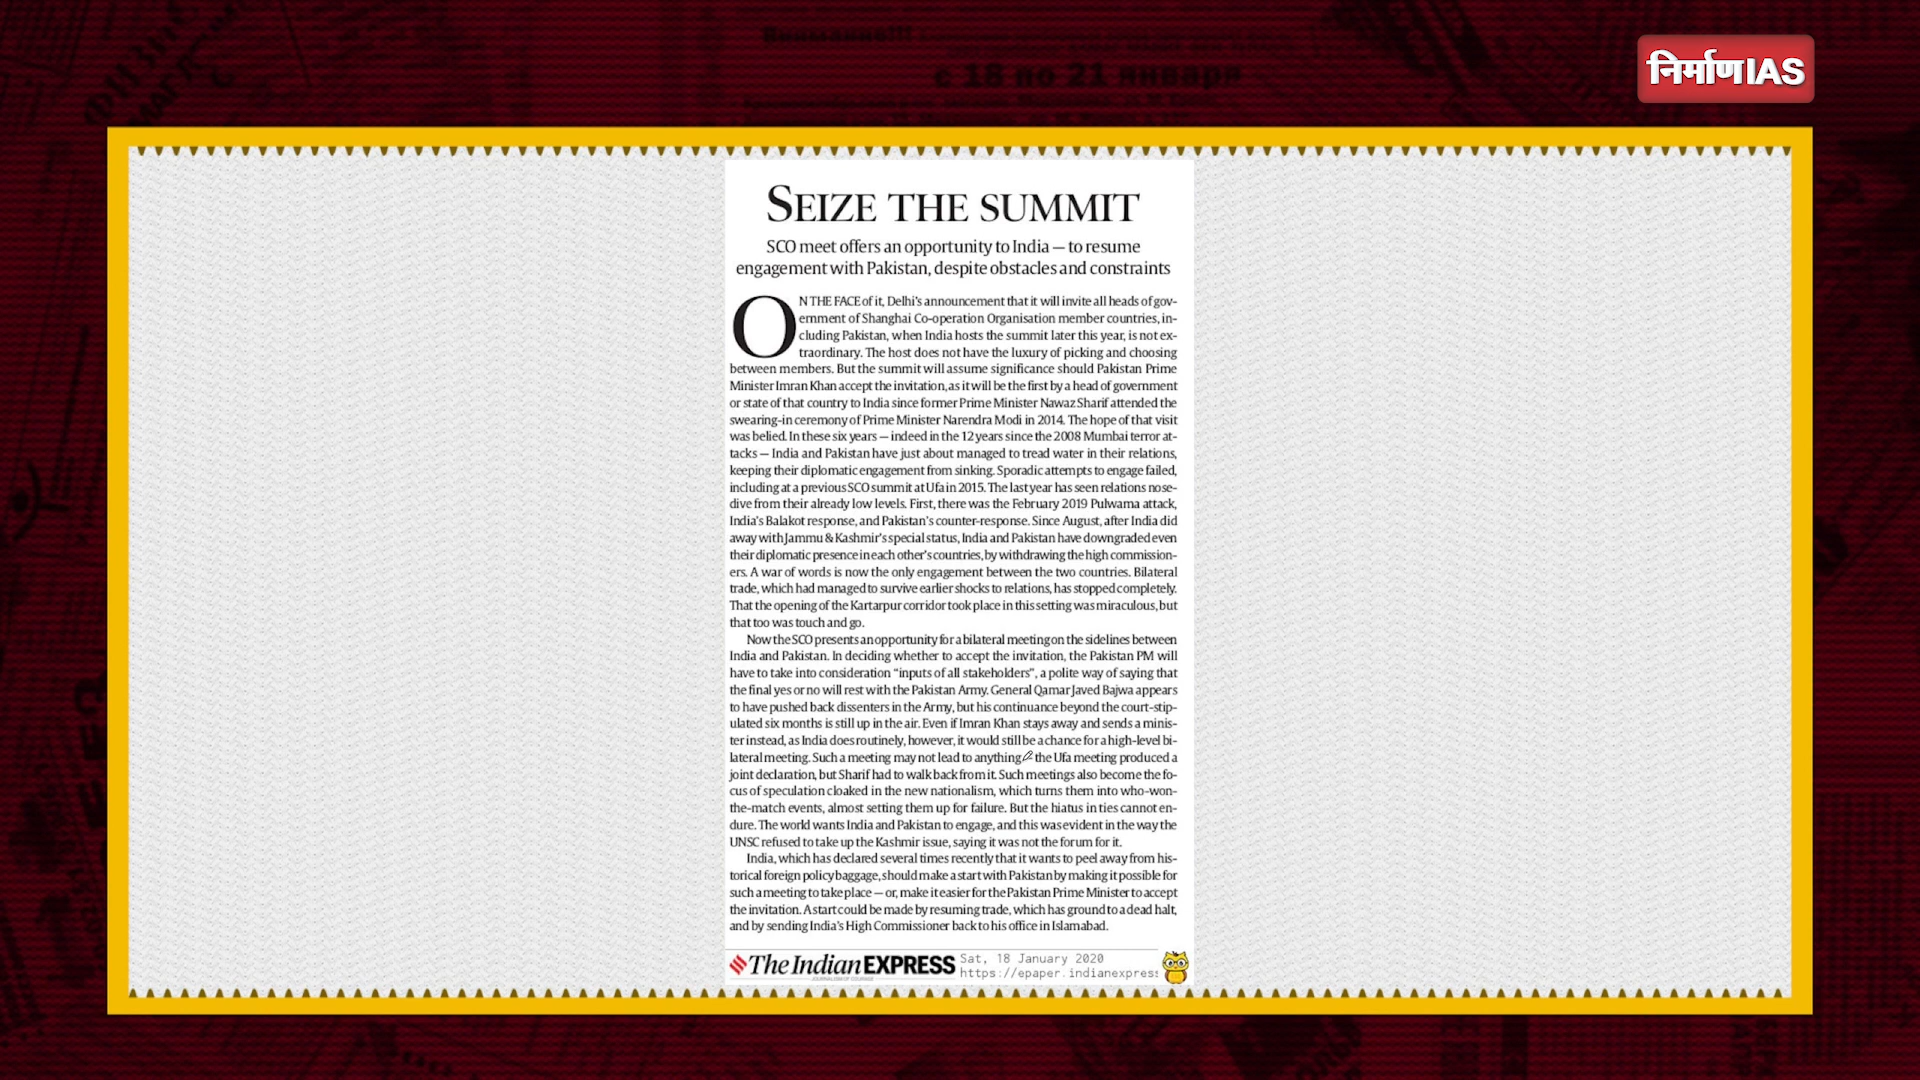 Внимание!!!
с 18 по 21 января
निर्माण IAS
SEIZE THE SUMMIT
SCO meet offers an opportunity to India — to resume
engagement with Pakistan, despite obstacles and constraints
ON THE FACE of it, Delhi's announcement that it will invite all heads of gov-
ernment of Shanghai Co-operation Organisation member countries, in-
cluding Pakistan, when India hosts the summit later this year, is not ex-
traordinary. The host does not have the luxury of picking and choosing
between members. But the summit will assume significance should Pakistan Prime
Minister Imran Khan accept the invitation, as it will be the first by a head of government
or state of that country to India since former Prime Minister Nawaz Sharif attended the
swearing-in ceremony of Prime Minister Narendra Modi in 2014. The hope of that visit
was belied. In these six years — indeed in the 12 years since the 2008 Mumbai terror at-
tacks — India and Pakistan have just about managed to tread water in their relations,
keeping their diplomatic engagement from sinking. Sporadic attempts to engage failed,
including at a previous SCO summit at Ufa in 2015. The last year has seen relations nose-
dive from their already low levels. First, there was the February 2019 Pulwama attack,
India's Balakot response, and Pakistan's counter-response. Since August, after India did
away with Jammu & Kashmir's special status, India and Pakistan have downgraded even
their diplomatic presence in each other's countries, by withdrawing the high commission-
ers. A war of words is now the only engagement between the two countries. Bilateral
trade, which had managed to survive earlier shocks to relations, has stopped completely.
That the opening of the Kartarpur corridor took place in this setting was miraculous, but
that too was touch and go.
Now the SCO presents an opportunity for a bilateral meeting on the sidelines between
India and Pakistan. In deciding whether to accept the invitation, the Pakistan PM will
have to take into consideration "inputs of all stakeholders", a polite way of saying that
the final yes or no will rest with the Pakistan Army. General Qamar Javed Bajwa appears
to have pushed back dissenters in the Army, but his continuance beyond the court-stip-
ulated six months is still up in the air. Even if Imran Khan stays away and sends a minis-
ter instead, as India does routinely, however, it would still be a chance for a high-level bi-
lateral meeting. Such a meeting may not lead to anything the Ufa meeting produced a
joint declaration, but Sharif had to walk back from it. Such meetings also become the fo-
cus of speculation cloaked in the new nationalism, which turns them into who-won-
the-match events, almost setting them up for failure. But the hiatus in ties cannot en-
dure. The world wants India and Pakistan to engage, and this was evident in the way the
UNSC refused to take up the Kashmir issue, saying it was not the forum for it.
India, which has declared several times recently that it wants to peel away from his-
torical foreign policy baggage, should make a start with Pakistan by making it possible for
such a meeting to take place — or, make it easier for the Pakistan Prime Minister to accept
the invitation. A start could be made by resuming trade, which has ground to a dead halt,
and by sending India's High Commissioner back to his office in Islamabad.
The Indian EXPRESS
Sat, 18 January 2020
https://epaper.indianexpress